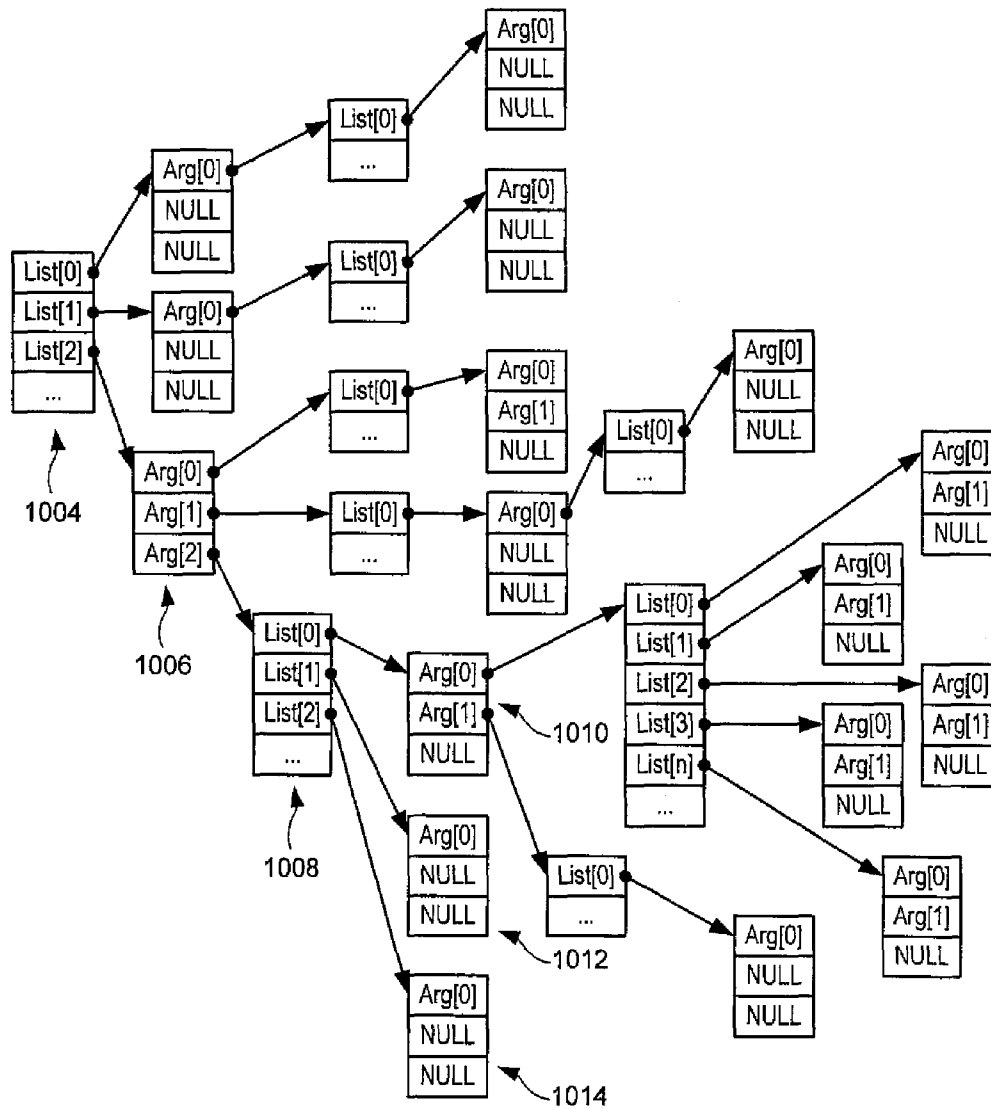 Arg[0]
NULL
NULL
List[0]
...
Arg[0]
NULL
NULL
Arg[0]
NULL
NULL
List[0]
...
List[0]
List[1]
List[2]
...
1004
Arg[0]
NULL
NULL
Arg[0]
Arg[1]
NULL
List[0]
...
Arg[0]
NULL
NULL
List[0]
...
Arg[0]
Arg[1]
Arg[2]
1006
List[0]
...
Arg[0]
NULL
NULL
Arg[0]
Arg[1]
NULL
List[0]
List[1]
List[2]
...
1008
Arg[0]
Arg[1]
NULL
1010
List[0]
List[1]
List[2]
List[3]
List[n]
...
Arg[0]
Arg[1]
NULL
Arg[0]
Arg[1]
NULL
Arg[0]
Arg[1]
NULL
Arg[0]
NULL
NULL
1012
List[0]
...
Arg[0]
Arg[1]
NULL
Arg[0]
NULL
NULL
Arg[0]
NULL
NULL
1014